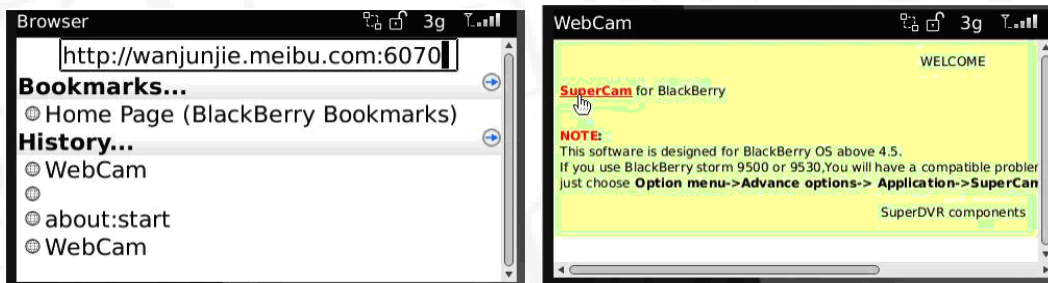 Browser
3g
http://wanjunjie.meibu.com:6070
Bookmarks...
Home Page (BlackBerry Bookmarks)
History...
WebCam
about:start
WebCam
WebCam
3g
WELCOME
SuperCam for BlackBerry
NOTE:
This software is designed for BlackBerry OS above 4.5.
If you use BlackBerry storm 9500 or 9530,You will have a compatible probler
just choose Option menu->Advance options-> Application->SuperCam
SuperDVR components